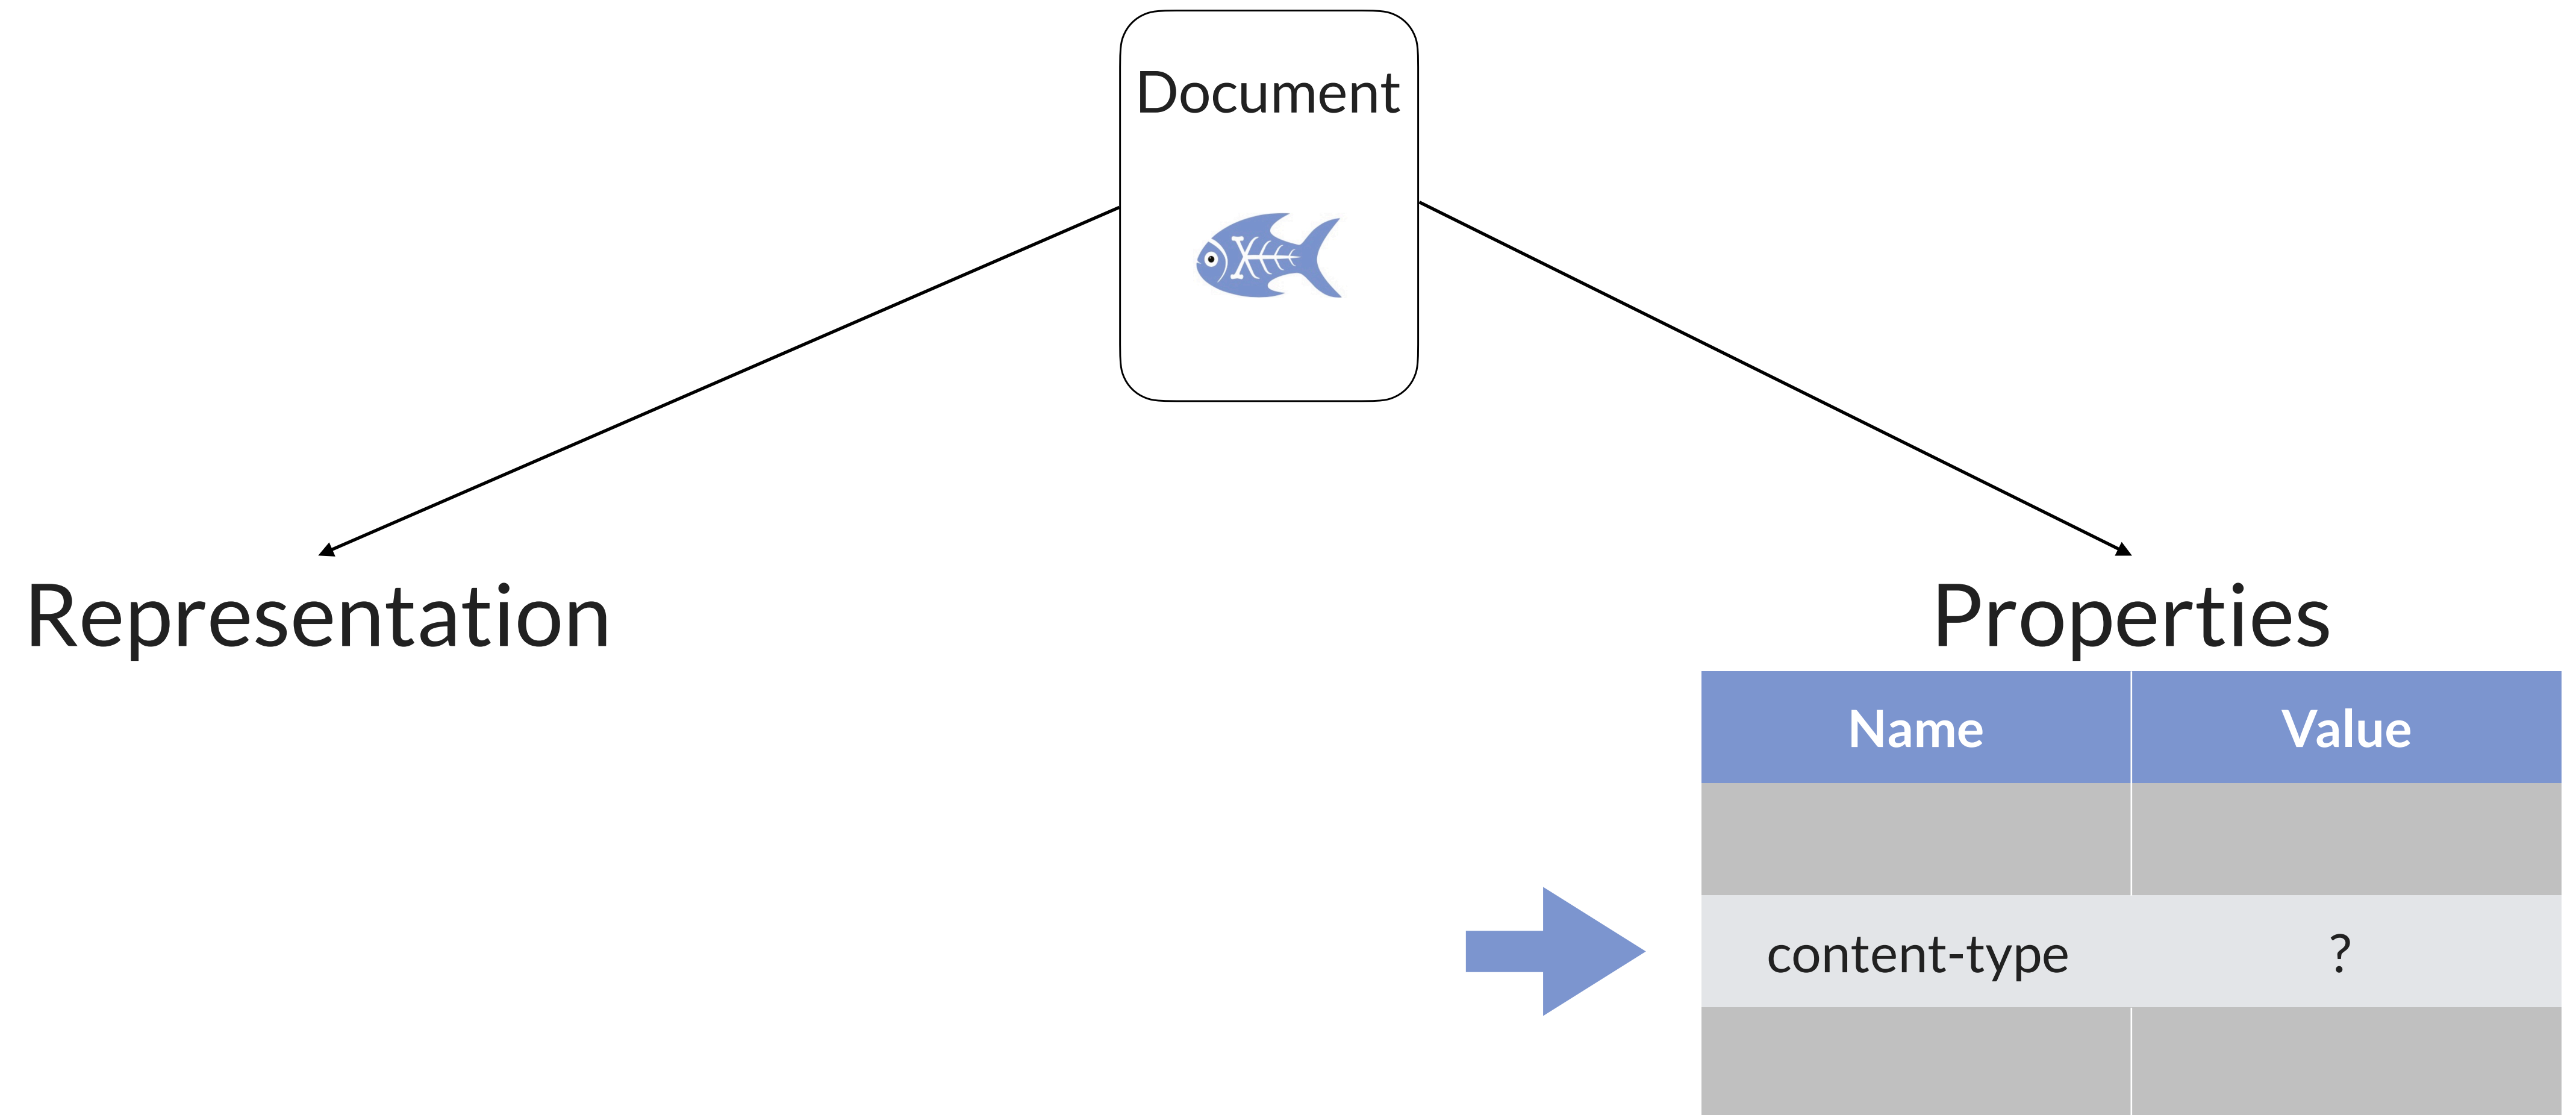 Document
Representation
Properties
Name Value
content-type ?